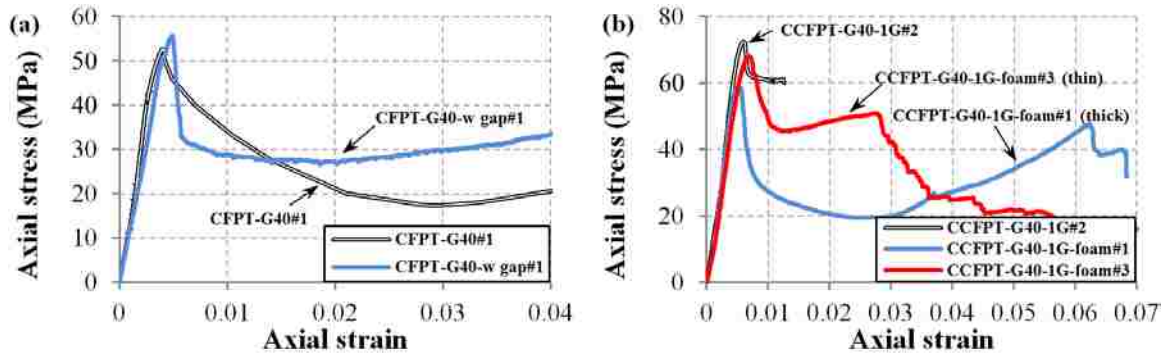 (a)
Axial stress (MPa)
60
50
40
30
20
10
0
CFPT-G40-w gap#1
CFPT-G40#1
CFPT-G40#1
CFPT-G40-w gap#1
0 0.01 0.02 0.03 0.04
Axial strain
(b)
Axial stress (MPa)
80
60
40
20
0
CCFPT-G40-1G#2
CCFPT-G40-1G-foam#3 (thin)
CCFPT-G40-1G-foam#1 (thick)
CCFPT-G40-1G#2
CCFPT-G40-1G-foam#1
CCFPT-G40-1G-foam#3
0 0.01 0.02 0.03 0.04 0.05 0.06 0.07
Axial strain